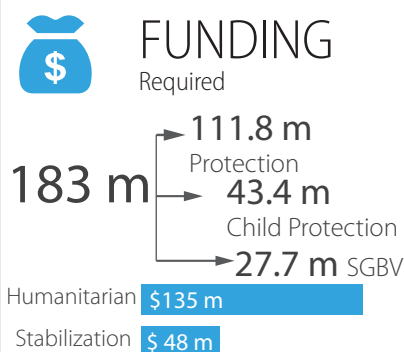 $
FUNDING
Required
111.8 m
Protection
183 m
43.4 m
Child Protection
27.7 m SGBV
Humanitarian $135 m
Stabilization $ 48 m